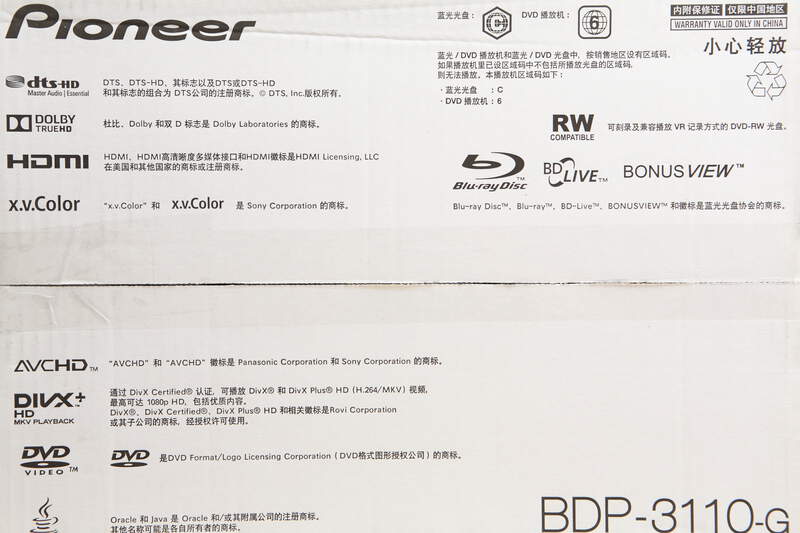 Pioneer
蓝光光盘:
DVD 播放机:
6
内附保修证 仅限中国地区
WARRANTY VALID ONLY IN CHINA
小心轻放
蓝光 / DVD 播放机和蓝光 / DVD 光盘中,按销售地区设有区域码。
如果播放机里已设区域码中不包括所播放光盘的区域码,
则无法播放。本播放机区域码如下:
· 蓝光光盘 : C
· DVD 播放机 : 6
dts-HD
Master Audio | Essential
DTS、DTS-HD、其标志以及DTS或DTS-HD
和其标志的组合为 DTS公司的注册商标。© DTS, Inc.版权所有。
DOLBY
TRUEHD
杜比、Dolby 和双 D 标志是 Dolby Laboratories 的商标。
RW
COMPATIBLE
可刻录及兼容播放 VR 记录方式的 DVD-RW 光盘。
HDMI
HDMI、HDMI高清晰度多媒体接口和HDMI徽标是HDMI Licensing, LLC
在美国和其他国家的商标或注册商标。
Blu-ray Disc™
BD LIVE™
BONUSVIEW™
x.v.Color
"x.v.Color" 和 x.v.Color 是 Sony Corporation 的商标。
Blu-ray Disc™、Blu-ray™、BD-Live™、BONUSVIEW™ 和徽标是蓝光光盘协会的商标。
AVCHD™
"AVCHD" 和 "AVCHD" 徽标是 Panasonic Corporation 和 Sony Corporation 的商标。
DIVX+
HD
MKV PLAYBACK
通过 DivX Certified® 认证,可播放 DivX® 和 DivX Plus® HD (H.264/MKV) 视频,
最高可达 1080p HD,包括优质内容。
DivX®、DivX Certified®、DivX Plus® HD 和相关徽标是Rovi Corporation
或其子公司的商标,经授权许可使用。
DVD
VIDEO™
DVD 是DVD Format/Logo Licensing Corporation(DVD格式图形授权公司)的商标。
Oracle 和 Java 是 Oracle 和/或其附属公司的注册商标。
其他名称可能是各自所有者的商标。
BDP-3110-G